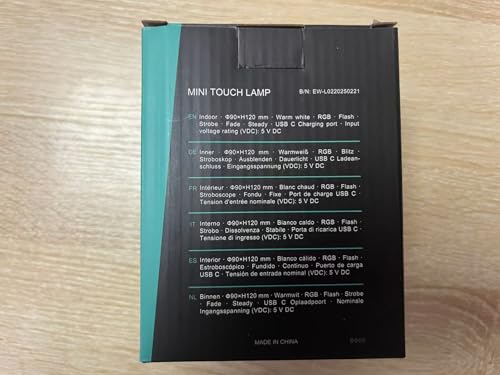 MINI TOUCH LAMP
B/N: EW-L0220250221
EN Indoor · Φ90×H120 mm · Warm white · RGB · Flash ·
Strobe · Fade · Steady · USB C Charging port · Input
voltage rating (VDC): 5 V DC
DE Inner · Φ90×H120 mm · Warmweiß · RGB · Blitz ·
Stroboskop · Ausblenden · Dauerlicht · USB C Ladean-
schluss · Eingangsspannung (VDC): 5 V DC
FR Intérieur · Φ90×H120 mm · Blanc chaud · RGB · Flash ·
Stroboscope · Fondu · Fixe · Port de charge USB C ·
Tension d'entrée nominale (VDC): 5 V DC
IT Interno · Φ90×H120 mm · Bianco caldo · RGB · Flash ·
Strobo · Dissolvenza · Stabile · Porta di ricarica USB C ·
Tensione di ingresso (VDC): 5 V DC
ES Interior · Φ90×H120 mm · Bianco cálido · RGB · Flash ·
Estroboscópico · Fundido · Continuo · Puerto de carga
USB C · Tensión de entrada nominal (VDC): 5 V DC
NL Binnen · Φ90×H120 mm · Warmwit · RGB · Flash · Strobe
· Fade · Steady · USB C Oplaadpoort · Nominale
Ingangsspanning (VDC): 5 V DC
MADE IN CHINA